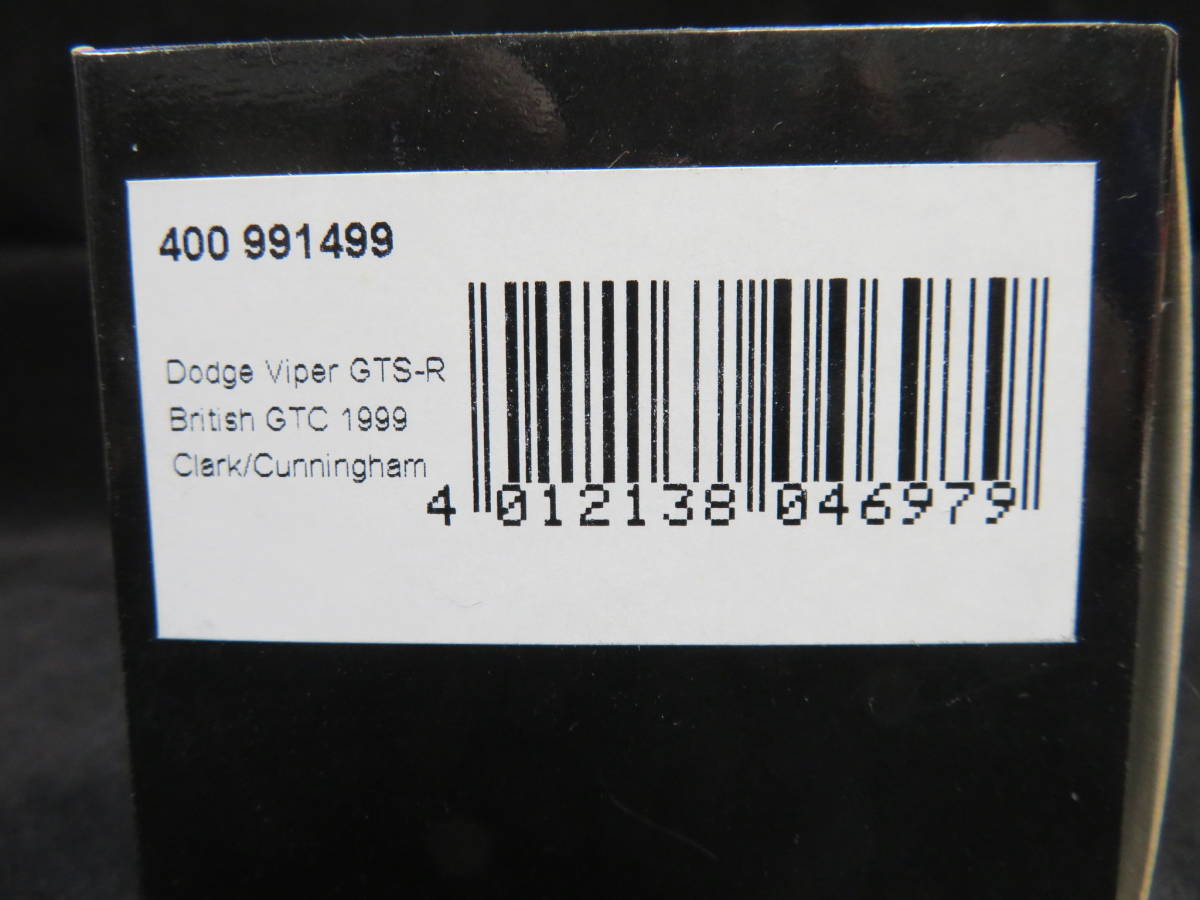 400 991499
Dodge Viper GTS-R
British GTC 1999
Clark/Cunningham
4 012138 046979